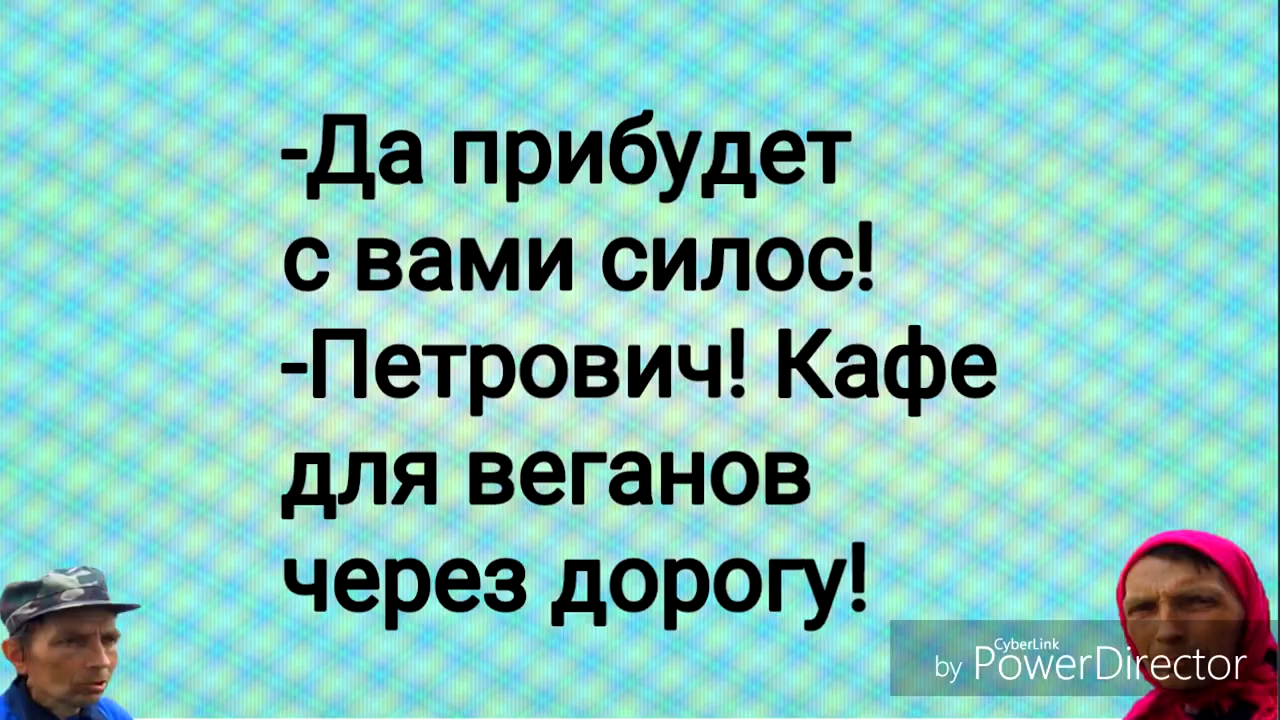 -Да прибудет
с вами силос!
-Петрович! Кафе
для веганов
через дорогу!
CyberLink
by PowerDirector